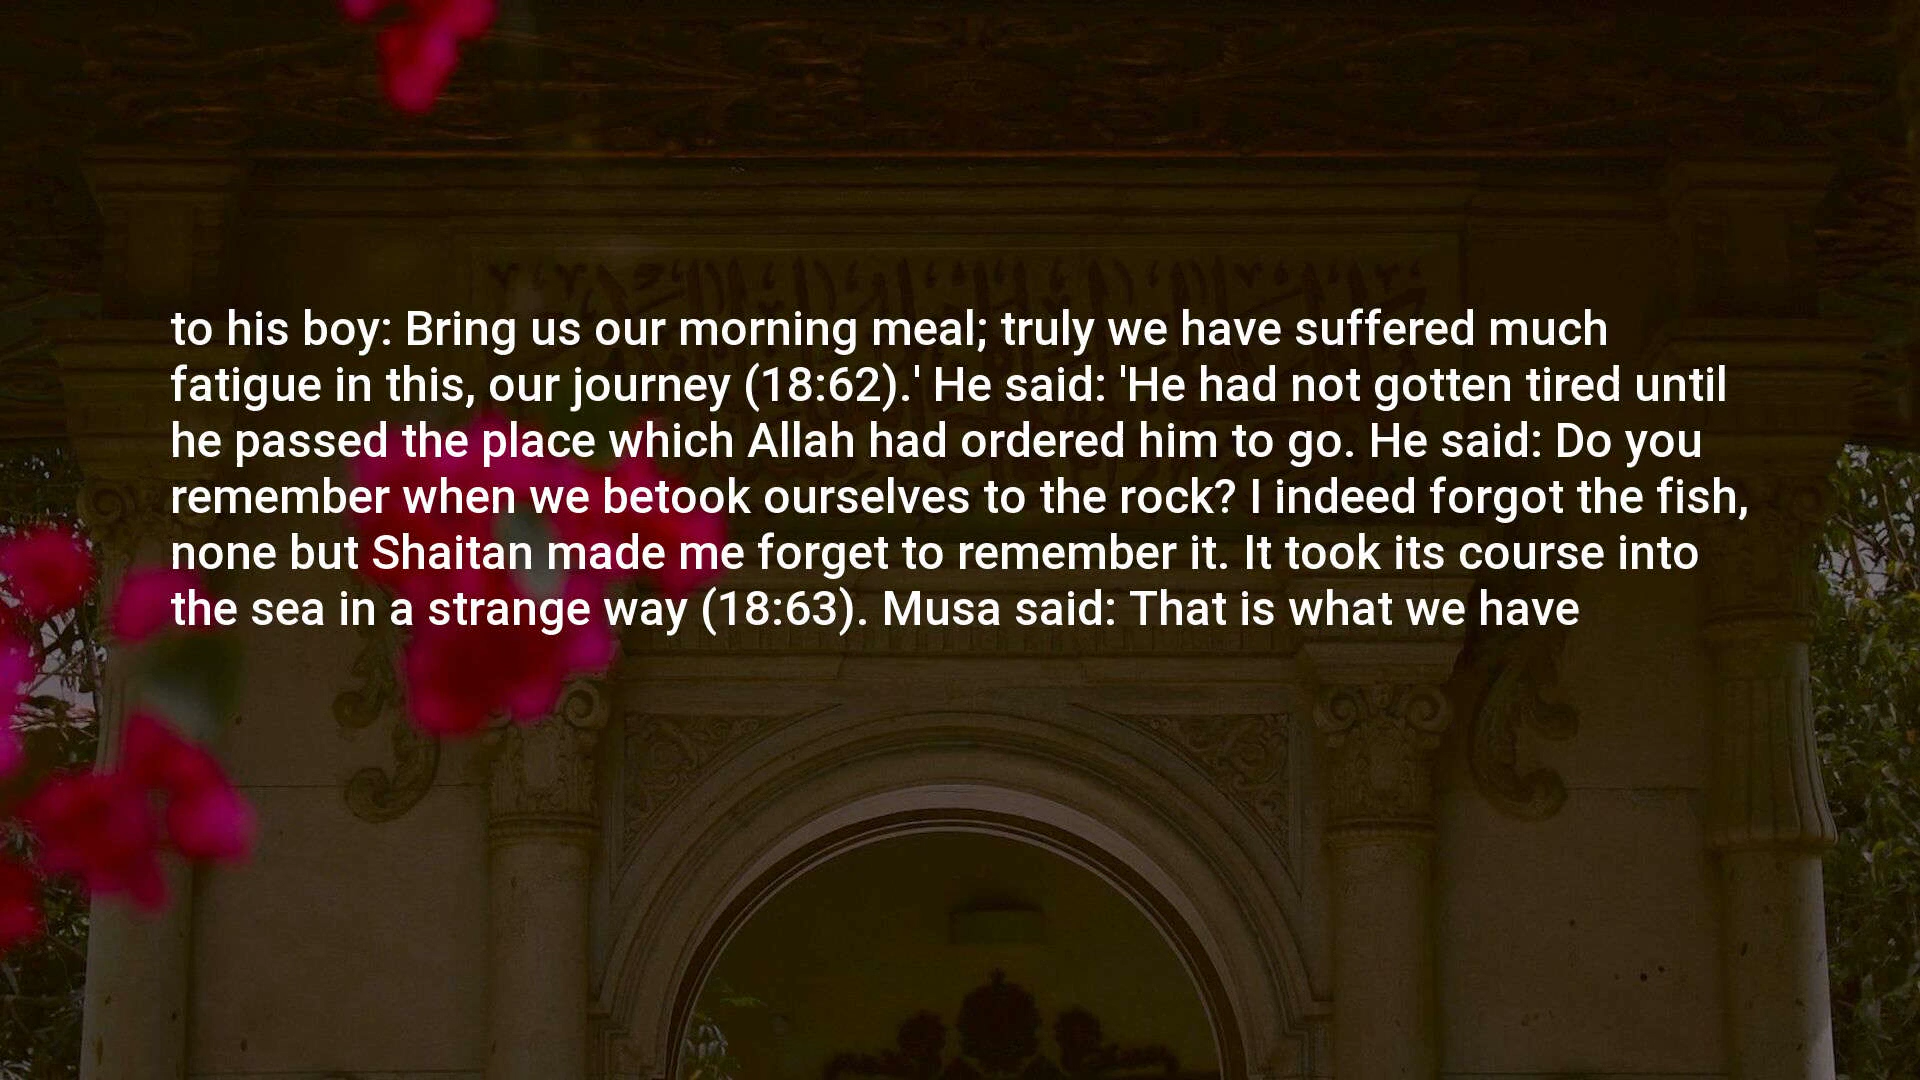 to his boy: Bring us our morning meal; truly we have suffered much
fatigue in this, our journey (18:62).' He said: 'He had not gotten tired until
he passed the place which Allah had ordered him to go. He said: Do you
remember when we betook ourselves to the rock? I indeed forgot the fish,
none but Shaitan made me forget to remember it. It took its course into
the sea in a strange way (18:63). Musa said: That is what we have